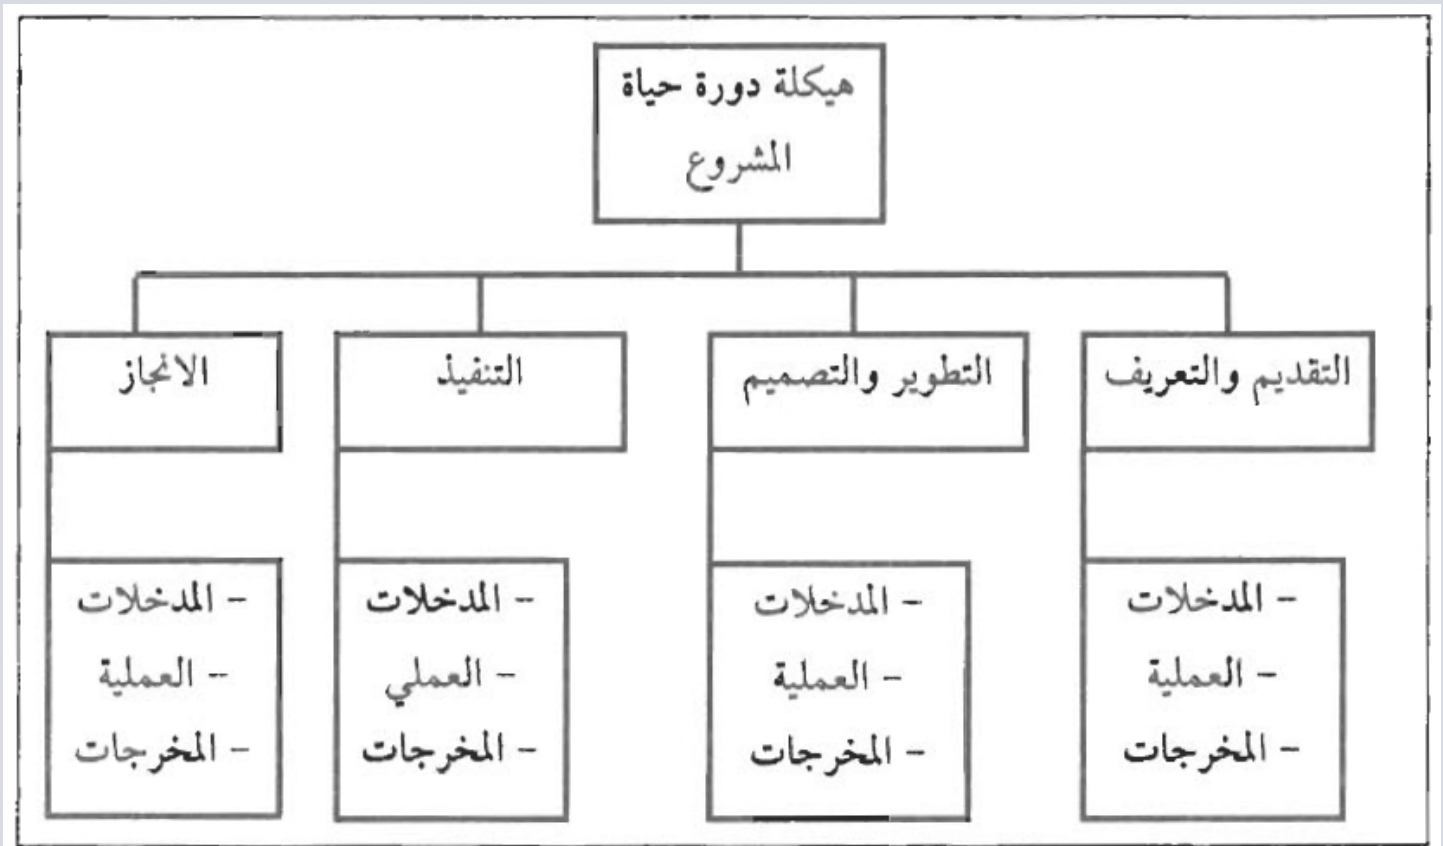 هيكلة دورة حياة
المشروع
التقديم والتعريف
التطوير والتصميم
التنفيذ
الانجاز
- المدخلات
- العملية
- المخرجات
- المدخلات
- العملية
- المخرجات
- المدخلات
- العملي
- المخرجات
- المدخلات
- العملية
- المخرجات